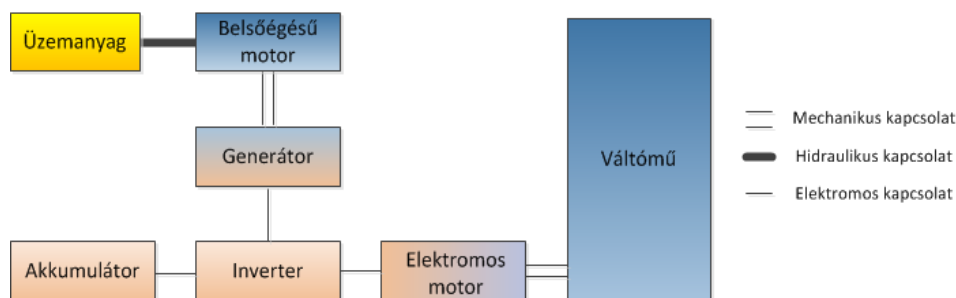 Üzemanyag
Belsőégésű
motor
Generátor
Akkumulátor
Inverter
Elektromos
motor
Váltómű
Mechanikus kapcsolat
Hidraulikus kapcsolat
Elektromos kapcsolat